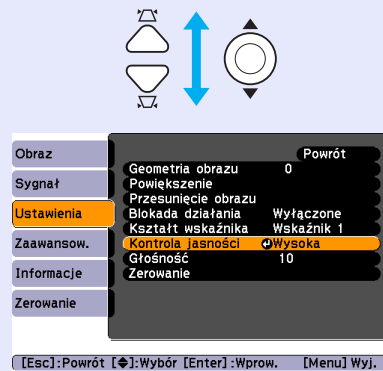 Obraz
Sygnał
Ustawienia
Zaawansow.
Informacje
Zerowanie
Powrót
Geometria obrazu 0
Powiększenie
Przesunięcie obrazu
Blokada działania Wyłączone
Kształt wskaźnika Wskaźnik 1
Kontrola jasności Wysoka
Głośność 10
Zerowanie
[Esc]:Powrót [◆]:Wybór [Enter]:Wprow. [Menu] Wyj.